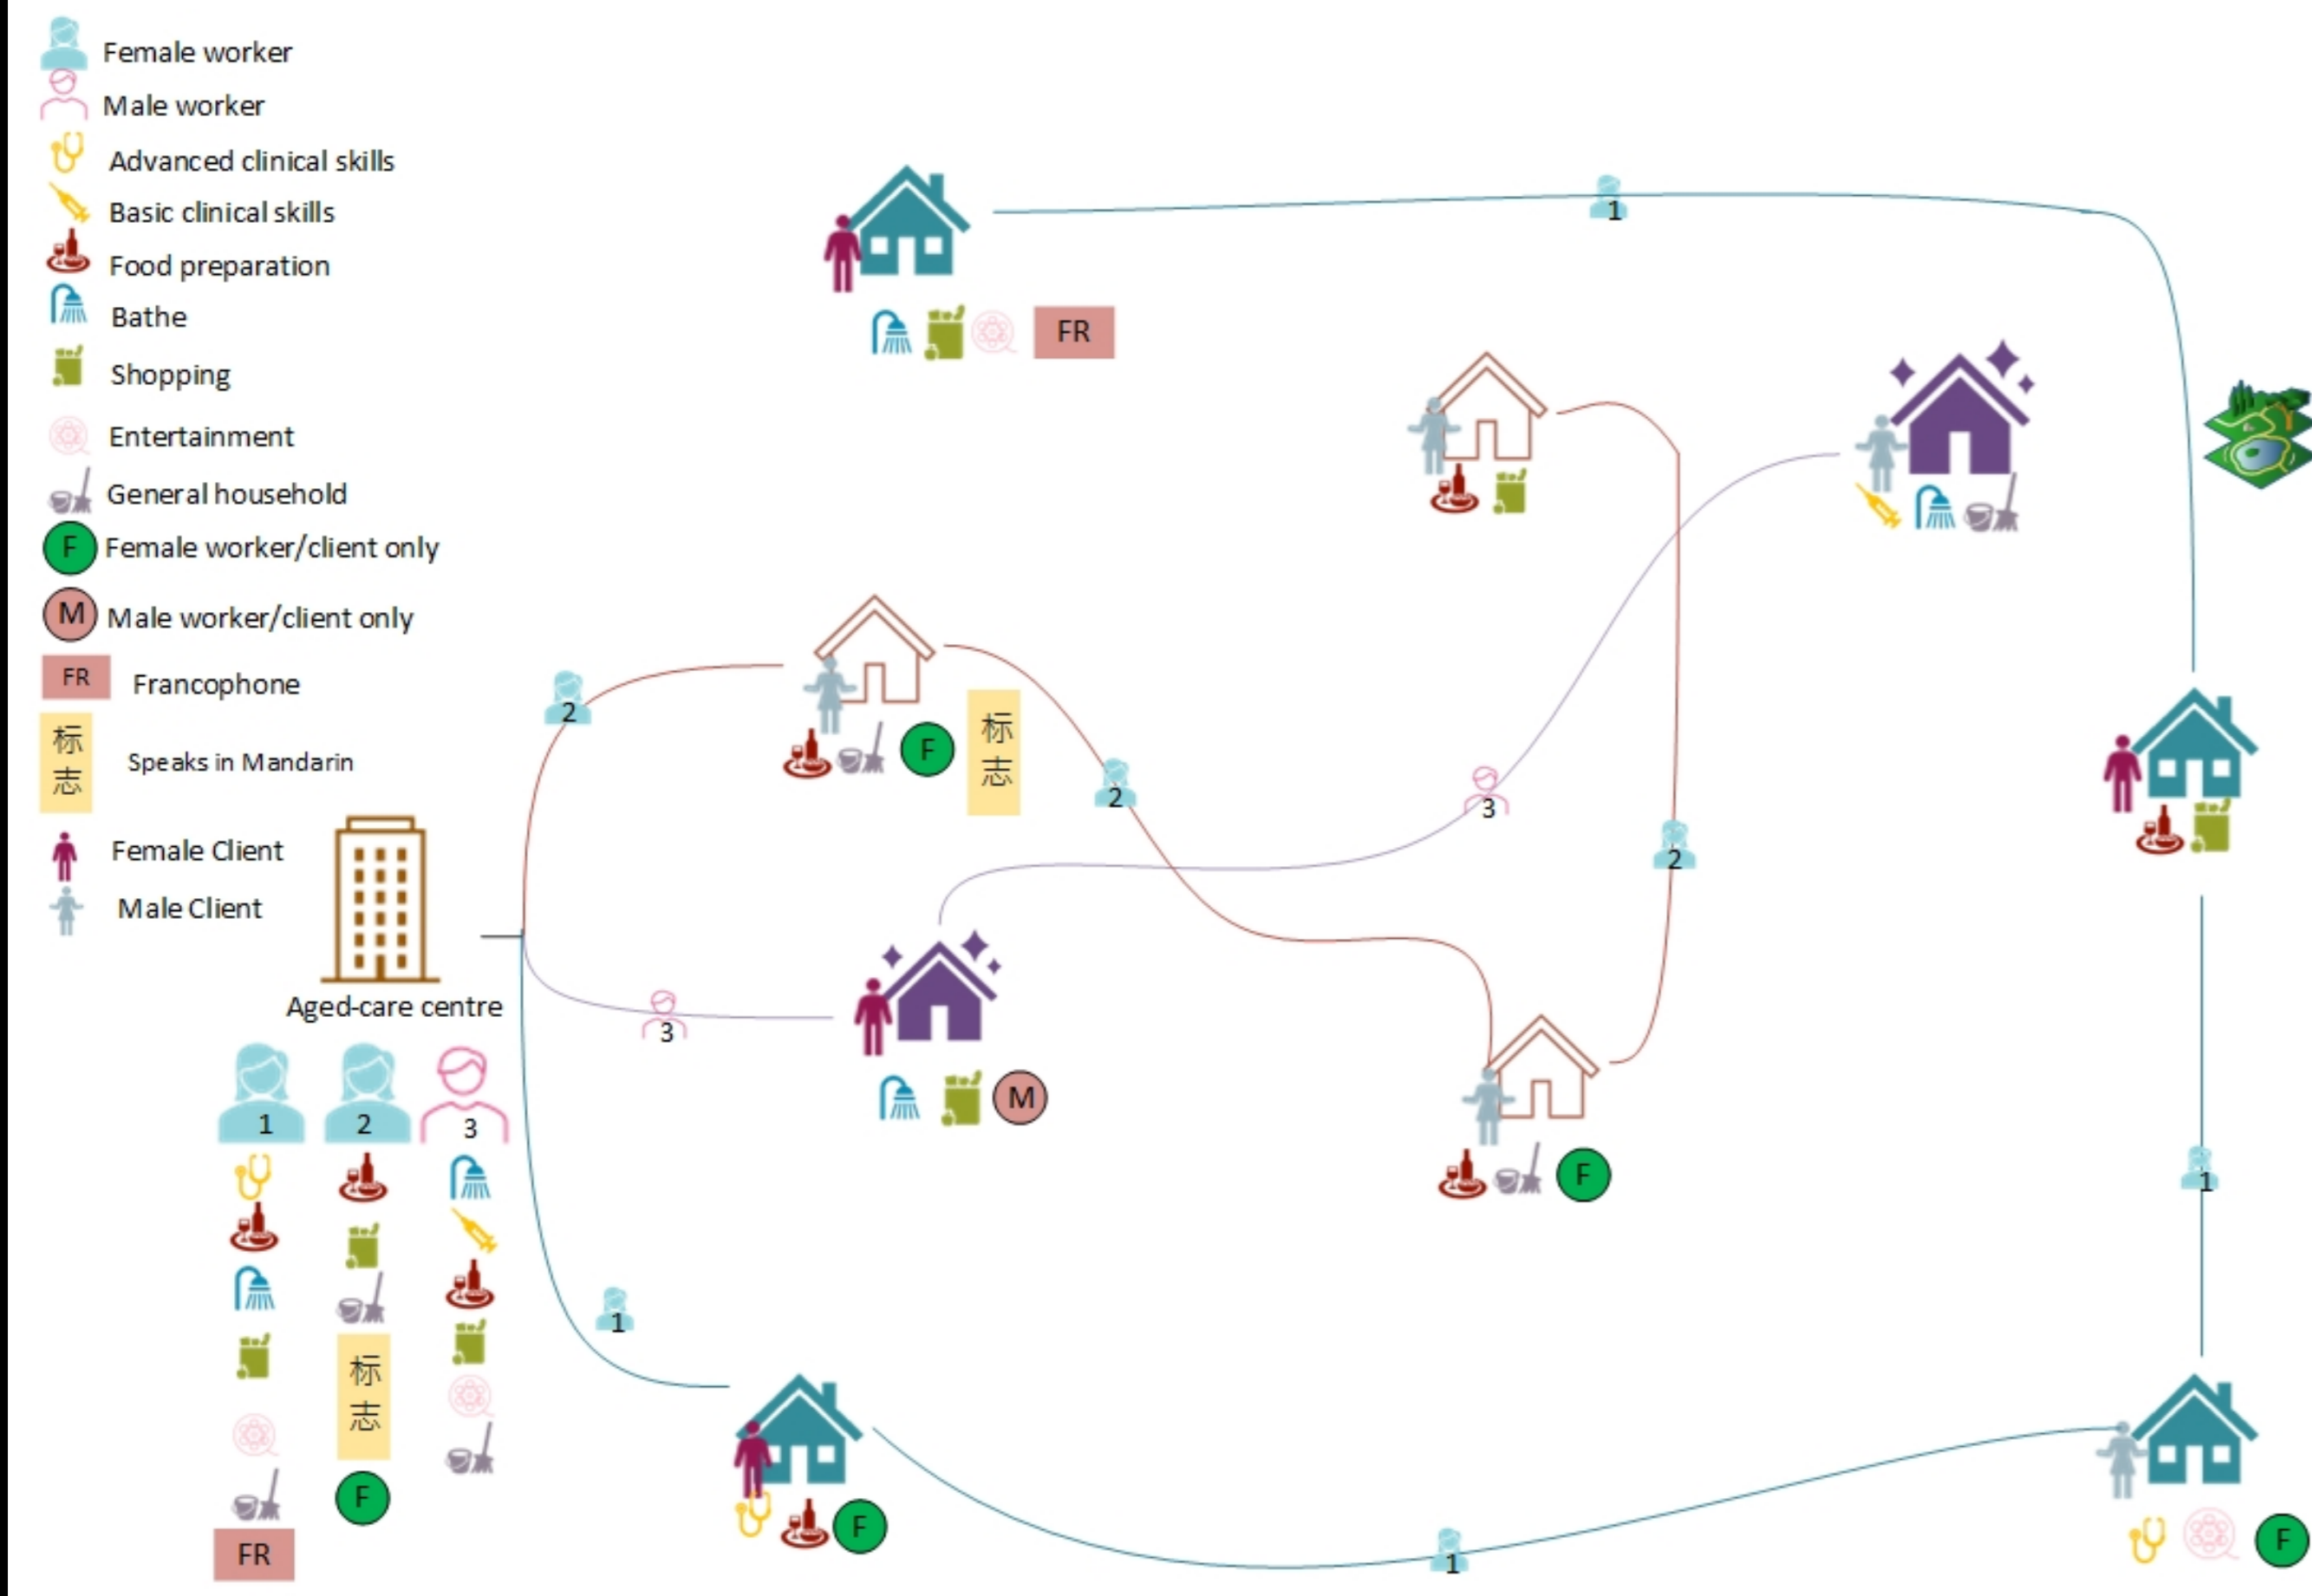 Female worker
Male worker
Advanced clinical skills
Basic clinical skills
Food preparation
Bathe
Shopping
Entertainment
General household
F Female worker/client only
M Male worker/client only
FR Francophone
标
志
Speaks in Mandarin
Female Client
Male Client
Aged-care centre
1 2 3
标
志
F
FR
1
FR
2
F
标
志
2
3
2
3
M
F
1
1
F
1
F